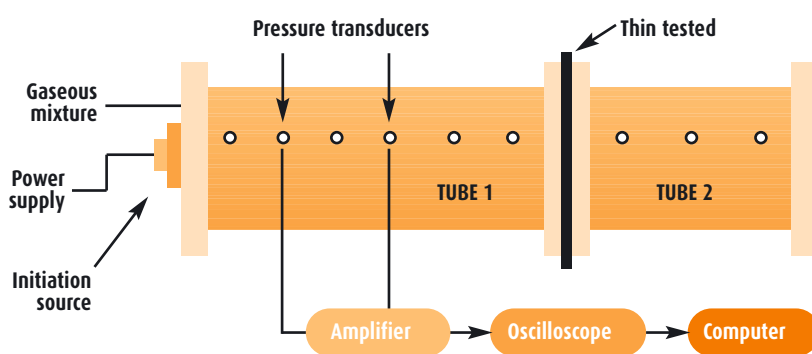 Pressure transducers
Thin tested
Gaseous
mixture
Power
supply
TUBE 1
TUBE 2
Initiation
source
Amplifier
Oscilloscope
Computer